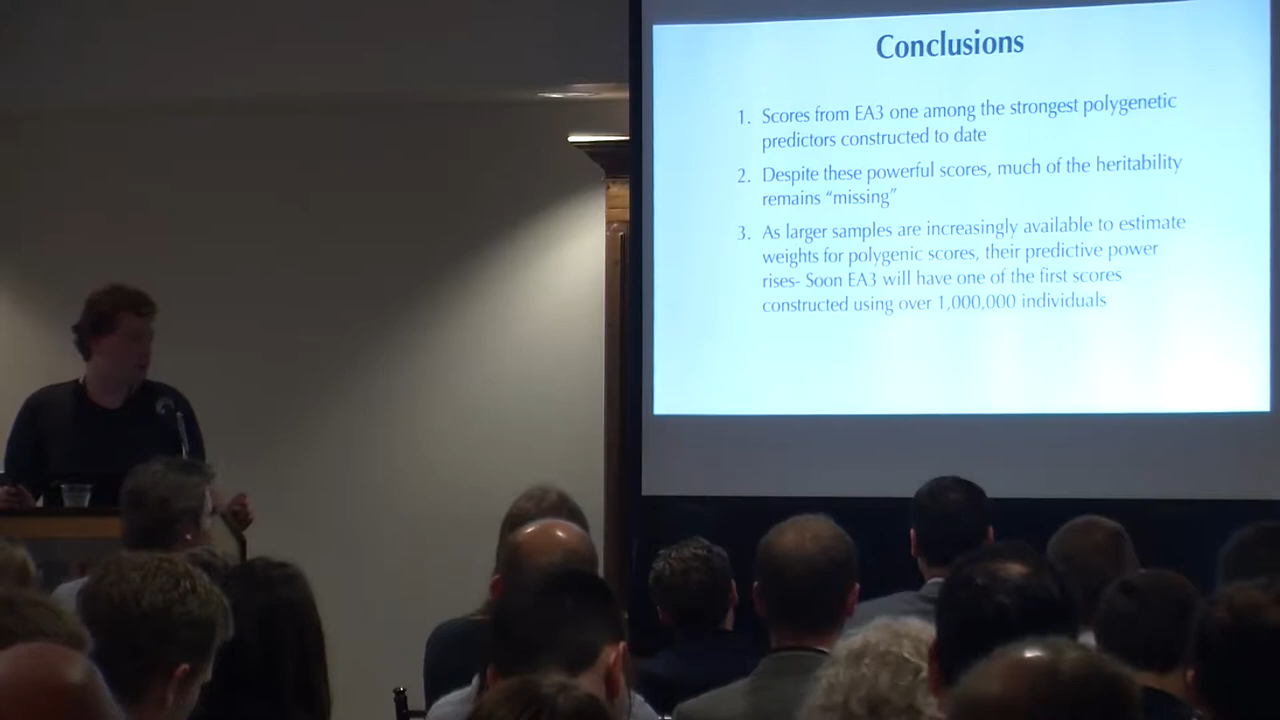 Conclusions
1. Scores from EA3 one among the strongest polygenetic
predictors constructed to date
2. Despite these powerful scores, much of the heritability
remains “missing”
3. As larger samples are increasingly available to estimate
weights for polygenic scores, their predictive power
rises- Soon EA3 will have one of the first scores
constructed using over 1,000,000 individuals